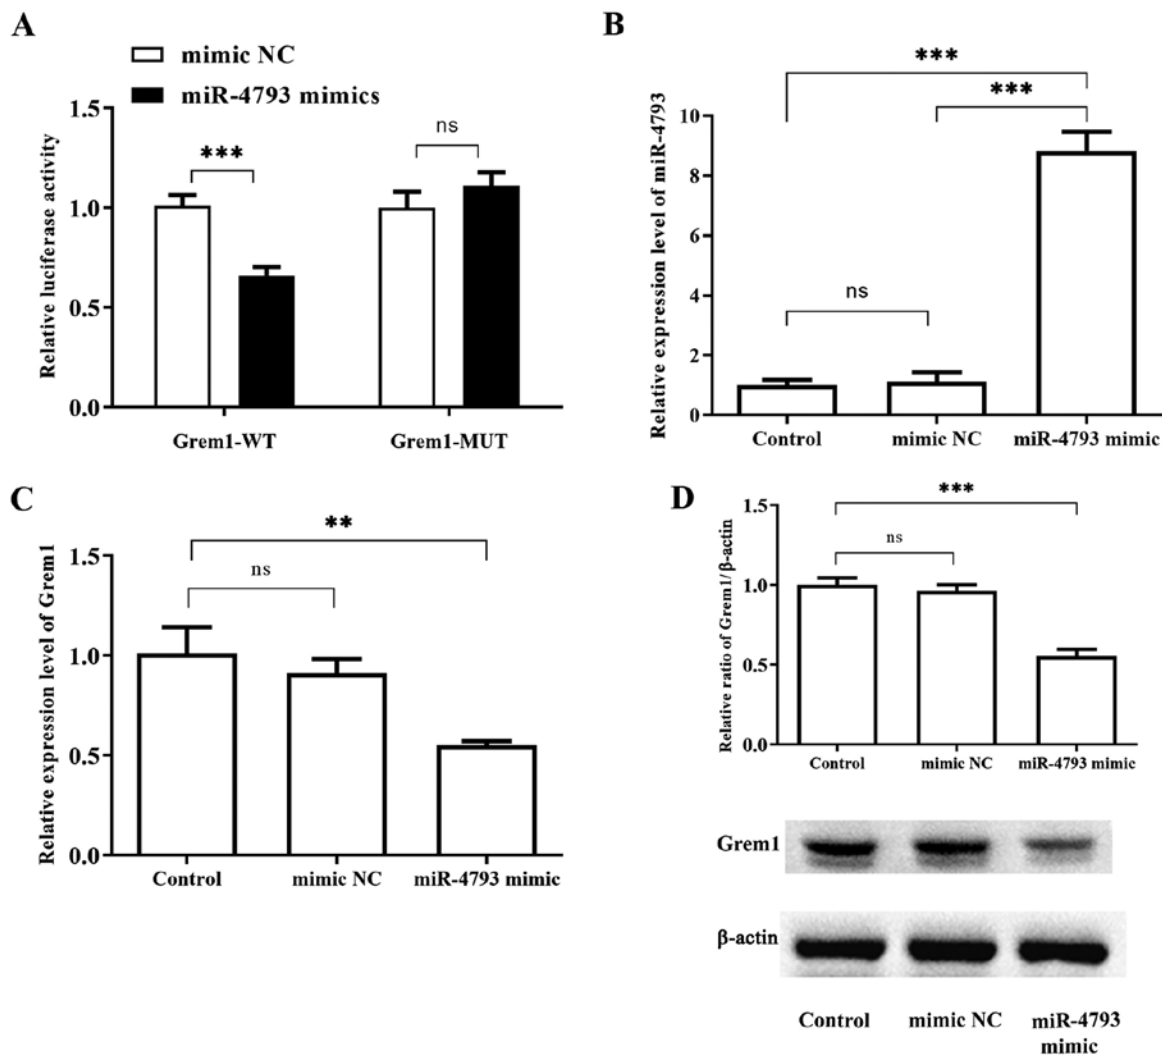 A
mimic NC
miR-4793 mimics
Relative luciferase activity
1.5
1.0
0.5
0.0
***
ns
Grem1-WT
Grem1-MUT
B
Relative expression level of miR-4793
10
8
6
4
2
0
***
***
ns
Control
mimic NC
miR-4793 mimic
C
Relative expression level of Grem1
1.5
1.0
0.5
0.0
**
ns
Control
mimic NC
miR-4793 mimic
D
Relative ratio of Grem1/β-actin
1.5
1.0
0.5
0.0
***
ns
Control
mimic NC
miR-4793 mimic
Grem1
β-actin
Control
mimic NC
miR-4793
mimic